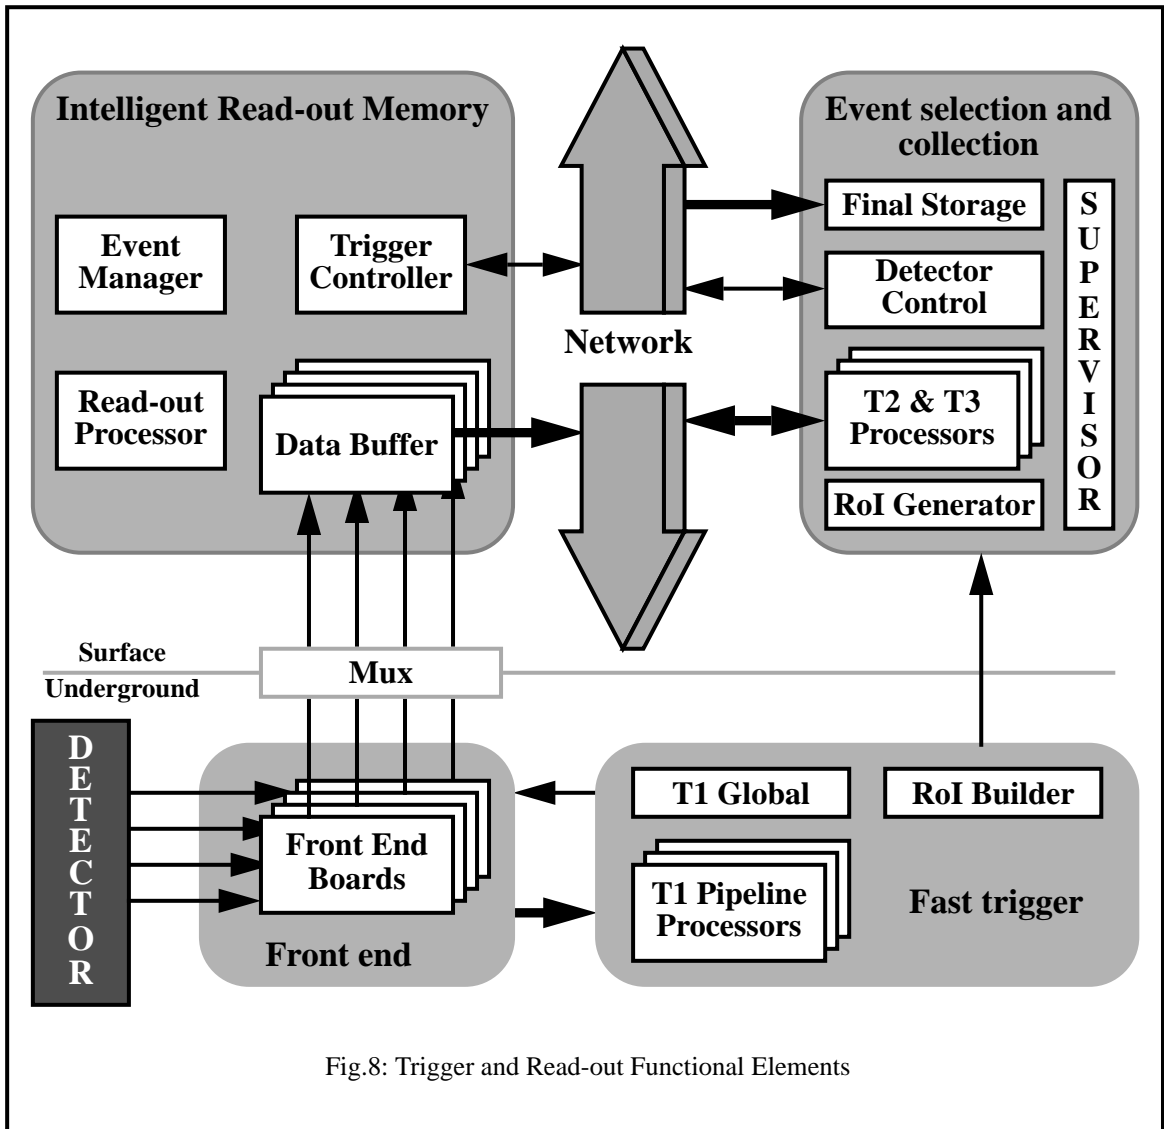 Intelligent Read-out Memory
Event
Manager
Trigger
Controller
Read-out
Processor
Data Buffer
Network
Event selection and
collection
Final Storage
Detector
Control
T2 & T3
Processors
RoI Generator
SUPERVISOR
Surface
Underground
Mux
DETECTOR
Front End
Boards
Front end
T1 Global
RoI Builder
T1 Pipeline
Processors
Fast trigger
Fig.8: Trigger and Read-out Functional Elements